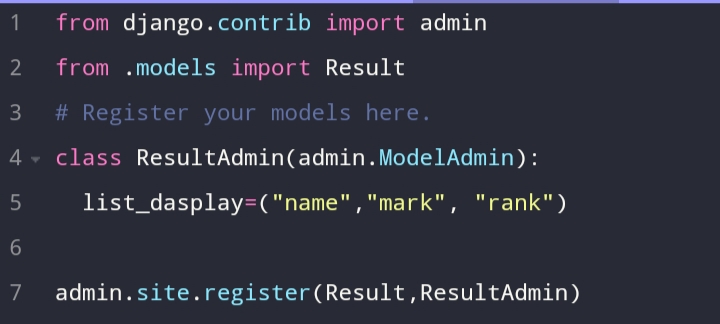 1 from django.contrib import admin
2 from .models import Result
3 # Register your models here.
4 class ResultAdmin(admin.ModelAdmin):
5   list_dasplay=("name","mark", "rank")
6
7 admin.site.register(Result,ResultAdmin)